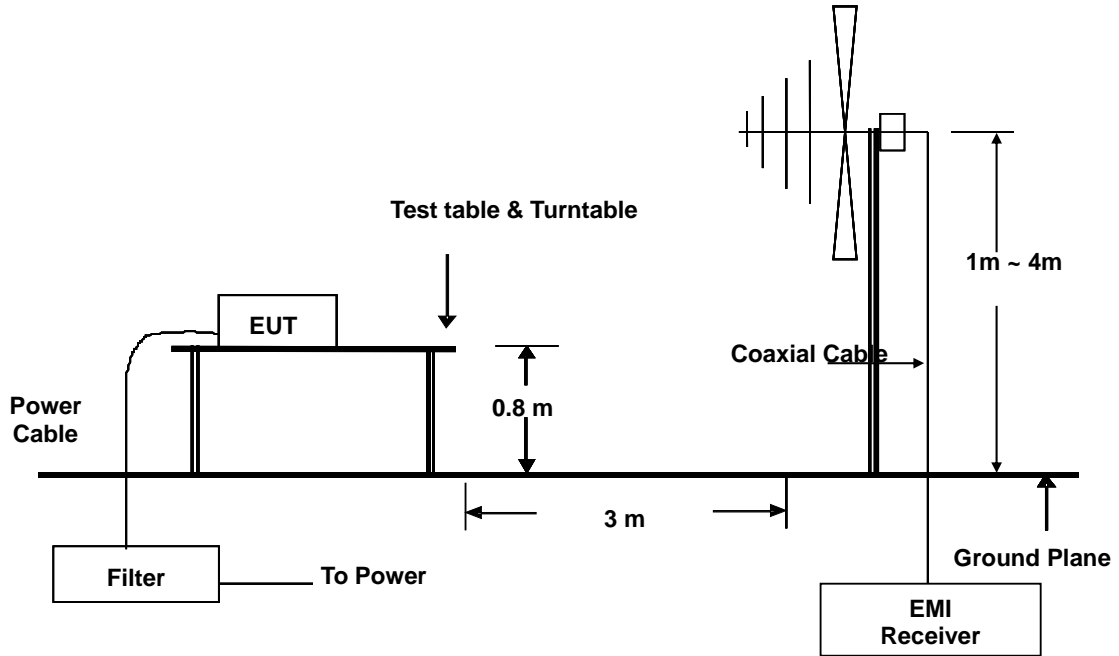 Test table & Turntable
1m ~ 4m
EUT
Coaxial Cable
0.8 m
Power
Cable
3 m
Ground Plane
Filter
To Power
EMI
Receiver